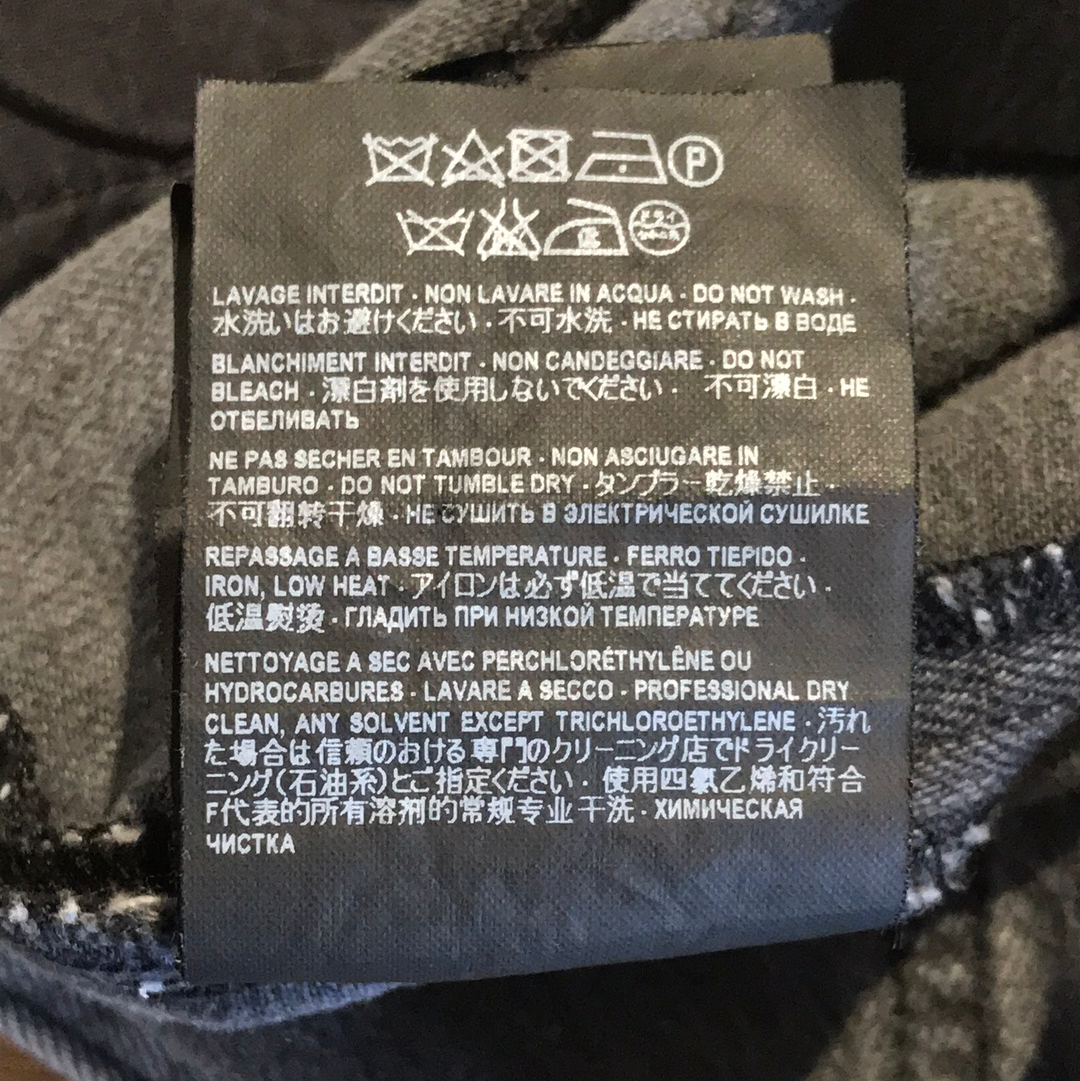 P
低
ドライ
セキユ系
LAVAGE INTERDIT · NON LAVARE IN ACQUA · DO NOT WASH ·
水洗いはお避けください · 不可水洗 · НЕ СТИРАТЬ В ВОДЕ
BLANCHIMENT INTERDIT · NON CANDEGGIARE · DO NOT
BLEACH · 漂白剤を使用しないでください · 不可漂白 · НЕ
ОТБЕЛИВАТЬ
NE PAS SECHER EN TAMBOUR · NON ASCIUGARE IN
TAMBURO · DO NOT TUMBLE DRY · タンブラー乾燥禁止 ·
不可翻转干燥 · НЕ СУШИТЬ В ЭЛЕКТРИЧЕСКОЙ СУШИЛКЕ
REPASSAGE A BASSE TEMPERATURE · FERRO TIEPIDO ·
IRON, LOW HEAT · アイロンは必ず低温で当ててください ·
低温熨烫 · ГЛАДИТЬ ПРИ НИЗКОЙ ТЕМПЕРАТУРЕ
NETTOYAGE A SEC AVEC PERCHLORÉTHYLÈNE OU
HYDROCARBURES · LAVARE A SECCO · PROFESSIONAL DRY
CLEAN, ANY SOLVENT EXCEPT TRICHLOROETHYLENE · 汚れ
た場合は信頼のおける専門のクリーニング店でドライクリー
ニング(石油系)とご指定ください · 使用四氯乙烯和符合
F代表的所有溶剂的常规专业干洗 · ХИМИЧЕСКАЯ
ЧИСТКА